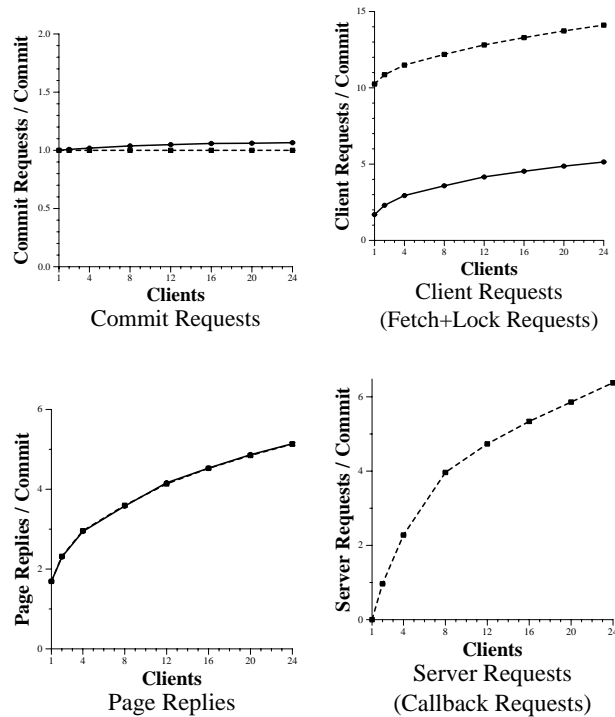 2.0
1.5
1.0
0.5
0.0
Commit Requests / Commit
1 4 8 12 16 20 24
Clients
Commit Requests
15
10
5
0
Client Requests / Commit
1 4 8 12 16 20 24
Clients
Client Requests
(Fetch+Lock Requests)
6
4
2
0
Page Replies / Commit
1 4 8 12 16 20 24
Clients
Page Replies
6
4
2
0
Server Requests / Commit
1 4 8 12 16 20 24
Clients
Server Requests
(Callback Requests)